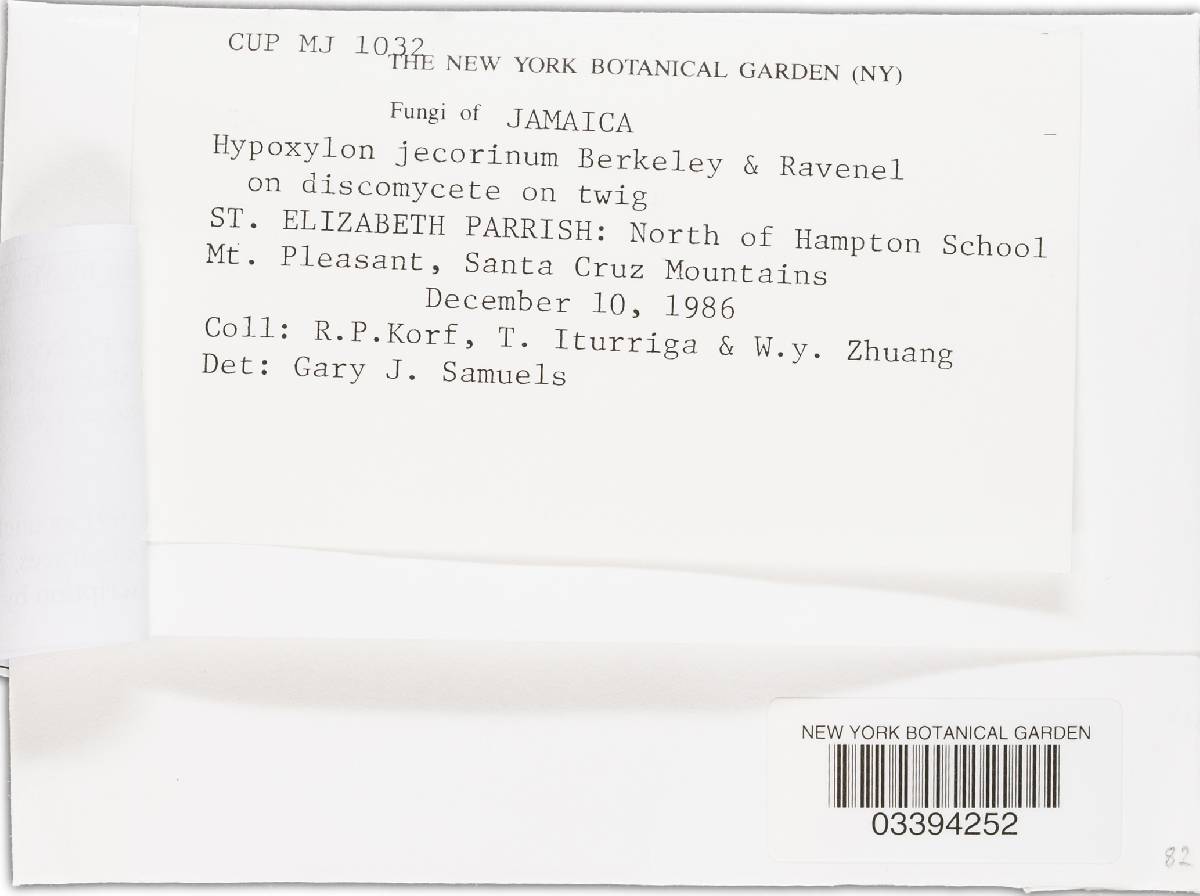 CUP MJ 1032
THE NEW YORK BOTANICAL GARDEN (NY)
Fungi of JAMAICA
Hypoxylon jecorinum Berkeley & Ravenel
on discomycete on twig
ST. ELIZABETH PARRISH: North of Hampton School
Mt. Pleasant, Santa Cruz Mountains
December 10, 1986
Coll: R.P.Korf, T. Iturriga & W.y. Zhuang
Det: Gary J. Samuels
NEW YORK BOTANICAL GARDEN
03394252
82